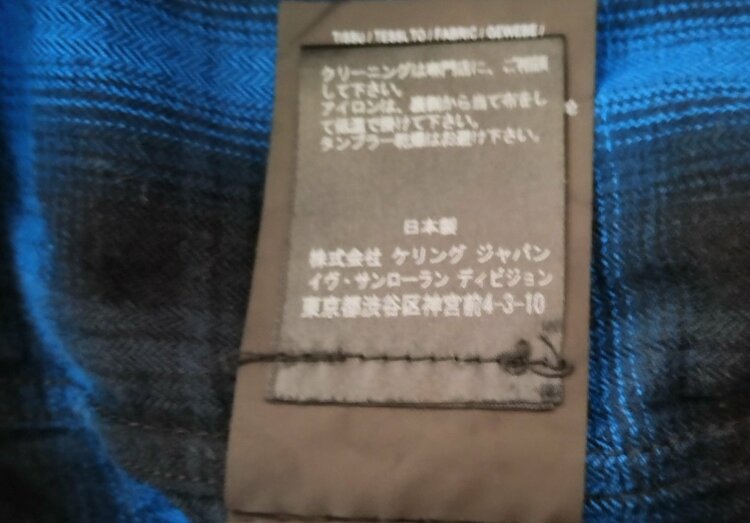 TISSU / TESSUTO / FABRIC / GEWEBE /
クリーニングは専門店に、ご相談
して下さい。
アイロンは、裏側から当て布をし
て低温で掛けて下さい。
タンブラー乾燥はお避け下さい。
日本製
株式会社 ケリング ジャパン
イヴ・サンローラン ディビジョン
東京都渋谷区神宮前4-3-10